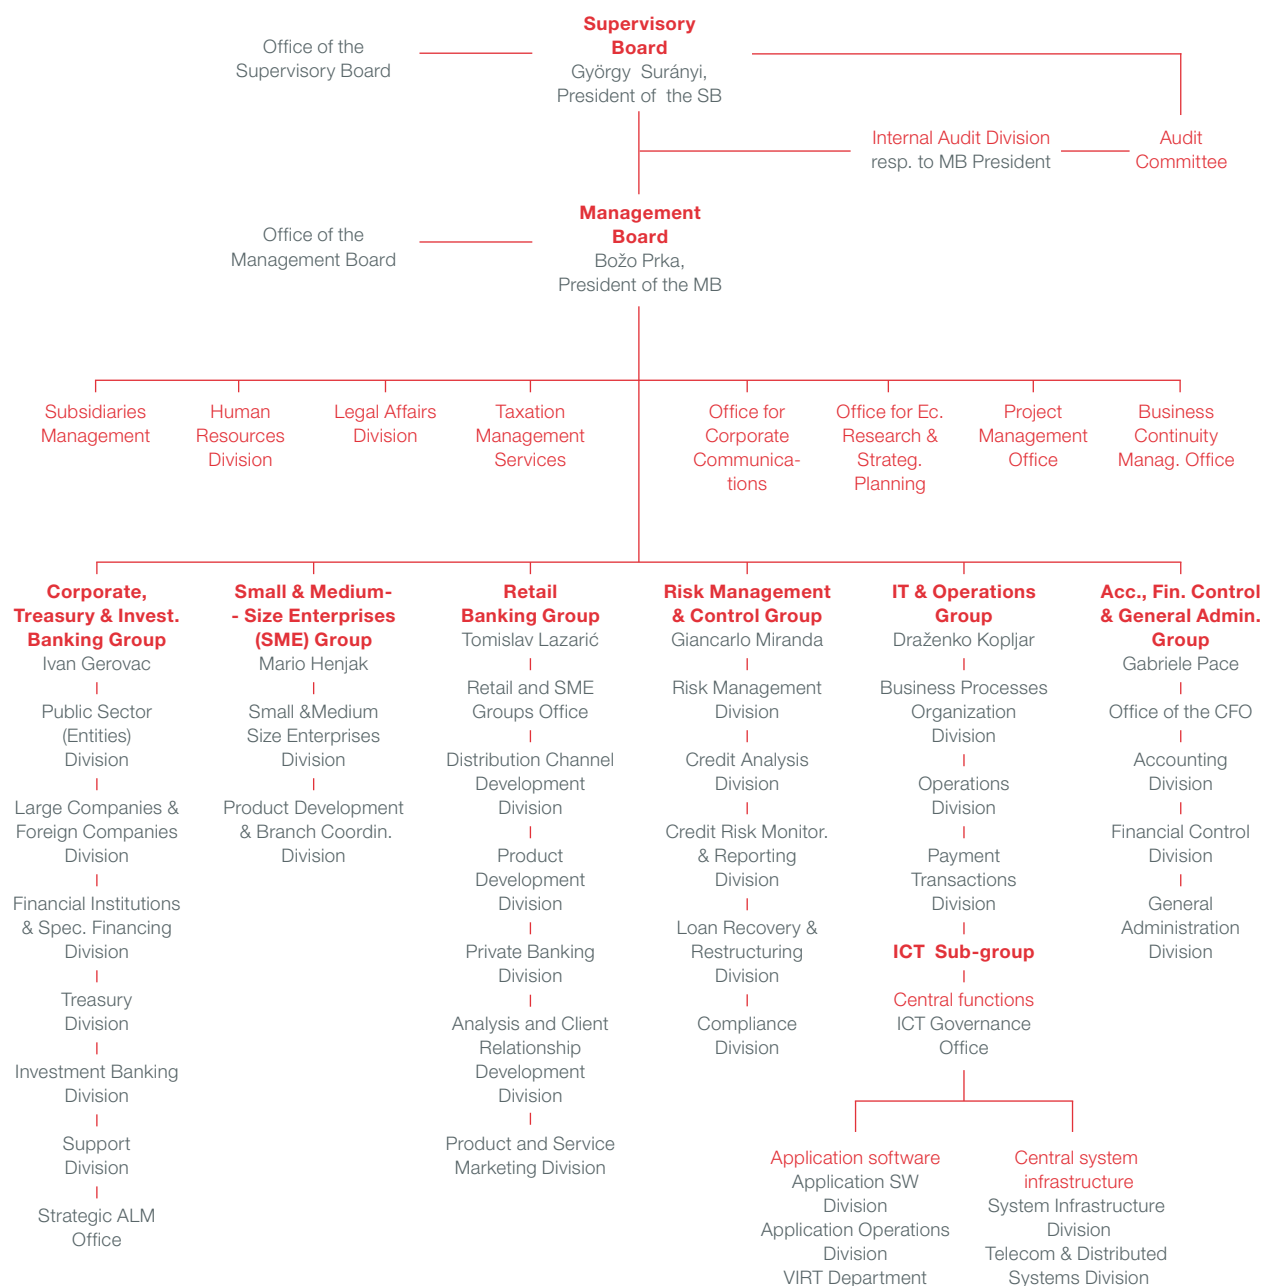 Supervisory
Board
György Surányi,
President of the SB
Office of the
Supervisory Board
Internal Audit Division
resp. to MB President
Audit
Committee
Management
Board
Božo Prka,
President of the MB
Office of the
Management Board
Subsidiaries
Management
Human
Resources
Division
Legal Affairs
Division
Taxation
Management
Services
Office for
Corporate
Communica-
tions
Office for Ec.
Research &
Strateg.
Planning
Project
Management
Office
Business
Continuity
Manag. Office
Corporate,
Treasury & Invest.
Banking Group
Ivan Gerovac
Public Sector
(Entities)
Division
Large Companies &
Foreign Companies
Division
Financial Institutions
& Spec. Financing
Division
Treasury
Division
Investment Banking
Division
Support
Division
Strategic ALM
Office
Small & Medium-
- Size Enterprises
(SME) Group
Mario Henjak
Small &Medium
Size Enterprises
Division
Product Development
& Branch Coordin.
Division
Retail
Banking Group
Tomislav Lazarić
Retail and SME
Groups Office
Distribution Channel
Development
Division
Product
Development
Division
Private Banking
Division
Analysis and Client
Relationship
Development
Division
Product and Service
Marketing Division
Risk Management
& Control Group
Giancarlo Miranda
Risk Management
Division
Credit Analysis
Division
Credit Risk Monitor.
& Reporting
Division
Loan Recovery &
Restructuring
Division
Compliance
Division
IT & Operations
Group
Draženko Kopljar
Business Processes
Organization
Division
Operations
Division
Payment
Transactions
Division
ICT Sub-group
Central functions
ICT Governance
Office
Application software
Application SW
Division
Application Operations
Division
VIRT Department
Central system
infrastructure
System Infrastructure
Division
Telecom & Distributed
Systems Division
Acc., Fin. Control
& General Admin.
Group
Gabriele Pace
Office of the CFO
Accounting
Division
Financial Control
Division
General
Administration
Division